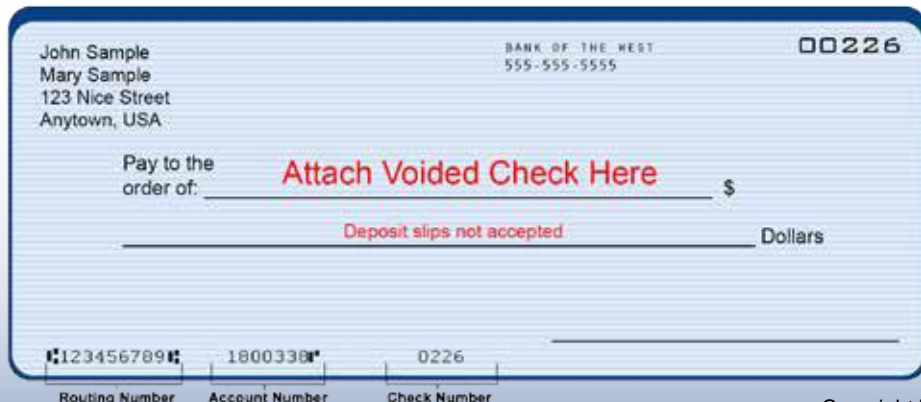 John Sample
Mary Sample
123 Nice Street
Anytown, USA
BANK OF THE WEST
555-555-5555
00226
Pay to the
order of: Attach Voided Check Here $
Deposit slips not accepted Dollars
⑆123456789⑆ 1800338⑈ 0226
Routing Number Account Number Check Number